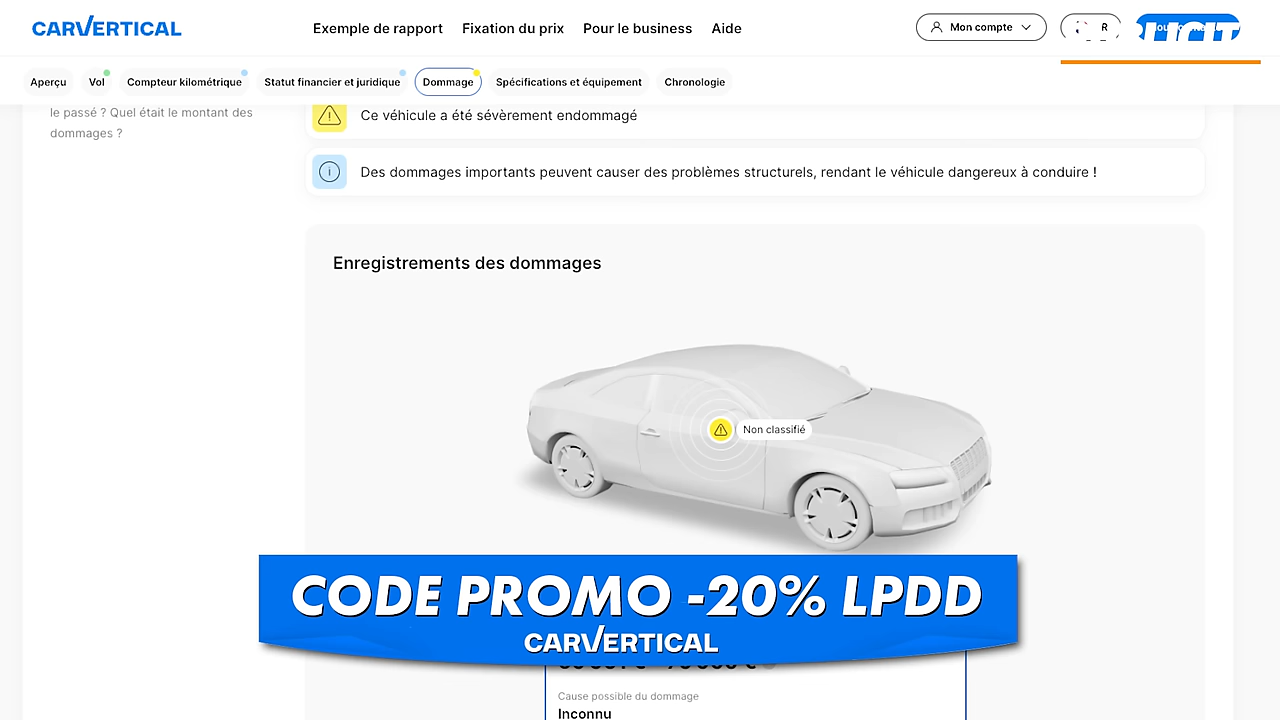 CARVERTICAL
Exemple de rapport
Fixation du prix
Pour le business
Aide
Mon compte
Aperçu
Vol
Compteur kilométrique
Statut financier et juridique
Dommage
Spécifications et équipement
Chronologie
le passé ? Quel était le montant des
dommages ?
Ce véhicule a été sévèrement endommagé
Des dommages importants peuvent causer des problèmes structurels, rendant le véhicule dangereux à conduire !
Enregistrements des dommages
Non classifié
CODE PROMO -20% LPDD
CARVERTICAL
Cause possible du dommage
Inconnu